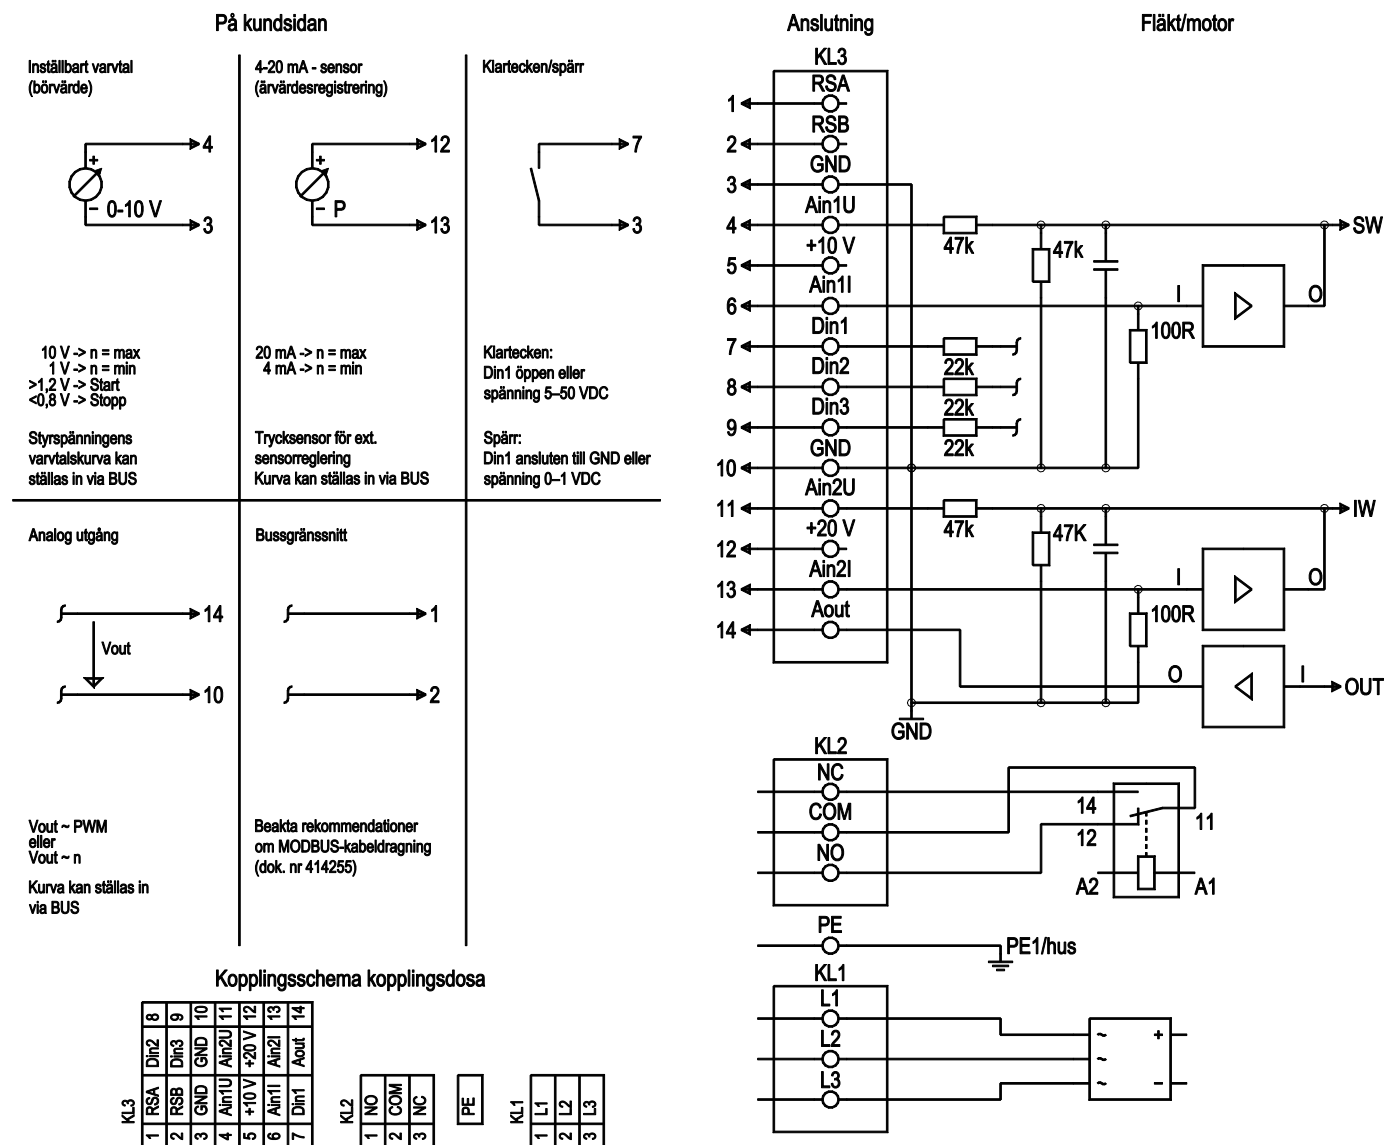 På kundsidan
Inställbart varvtal
(börvärde)
4
+
0-10 V
−
3
10 V -> n = max
1 V -> n = min
>1,2 V -> Start
<0,8 V -> Stopp
Styrspänningens
varvtalskurva kan
ställas in via BUS
4-20 mA - sensor
(ärvärdesregistrering)
12
+
P
−
13
20 mA -> n = max
4 mA -> n = min
Trycksensor för ext.
sensorreglering
Kurva kan ställas in via BUS
Klartecken/spärr
7
3
Klartecken:
Din1 öppen eller
spänning 5–50 VDC
Spärr:
Din1 ansluten till GND eller
spänning 0–1 VDC
Analog utgång
14
Vout
10
Vout ~ PWM
eller
Vout ~ n
Kurva kan ställas in
via BUS
Bussgränssnitt
1
2
Beakta rekommendationer
om MODBUS-kabeldragning
(dok. nr 414255)
Anslutning
Fläkt/motor
KL3
RSA
1
RSB
2
GND
3
Ain1U
4
47k
47k
SW
+10 V
5
Ain1I
6
I
O
100R
Din1
7
22k
Din2
8
22k
Din3
9
22k
GND
10
Ain2U
11
47k
47K
IW
+20 V
12
Ain2I
13
I
O
100R
Aout
14
O
I
OUT
GND
KL2
NC
14
COM
11
12
NO
A2
A1
PE
PE1/hus
KL1
L1
~
+
L2
~
L3
~
−
Kopplingsschema kopplingsdosa
KL3
1 RSA Din2 8
2 RSB Din3 9
3 GND GND 10
4 Ain1U Ain2U 11
5 +10 V +20 V 12
6 Ain1I Ain2I 13
7 Din1 Aout 14
KL2
1 NO
2 COM
3 NC
PE
KL1
1 L1
2 L2
3 L3